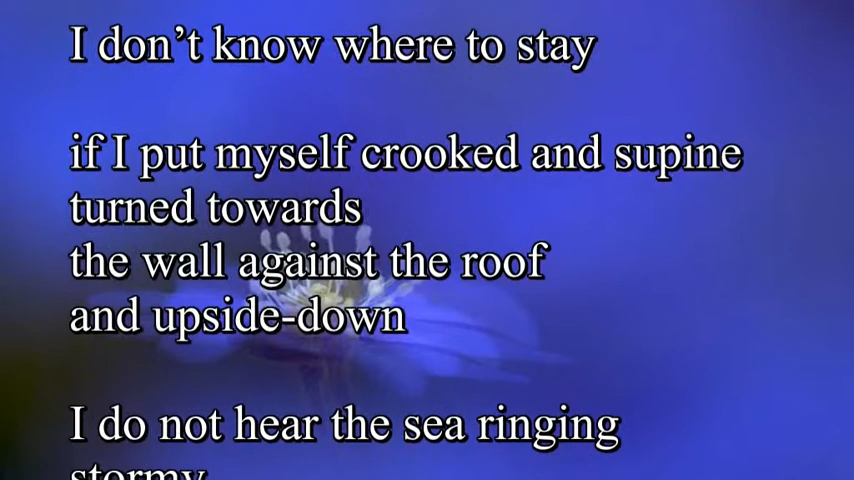 I don’t know where to stay
if I put myself crooked and supine
turned towards
the wall against the roof
and upside-down
I do not hear the sea ringing
stormy